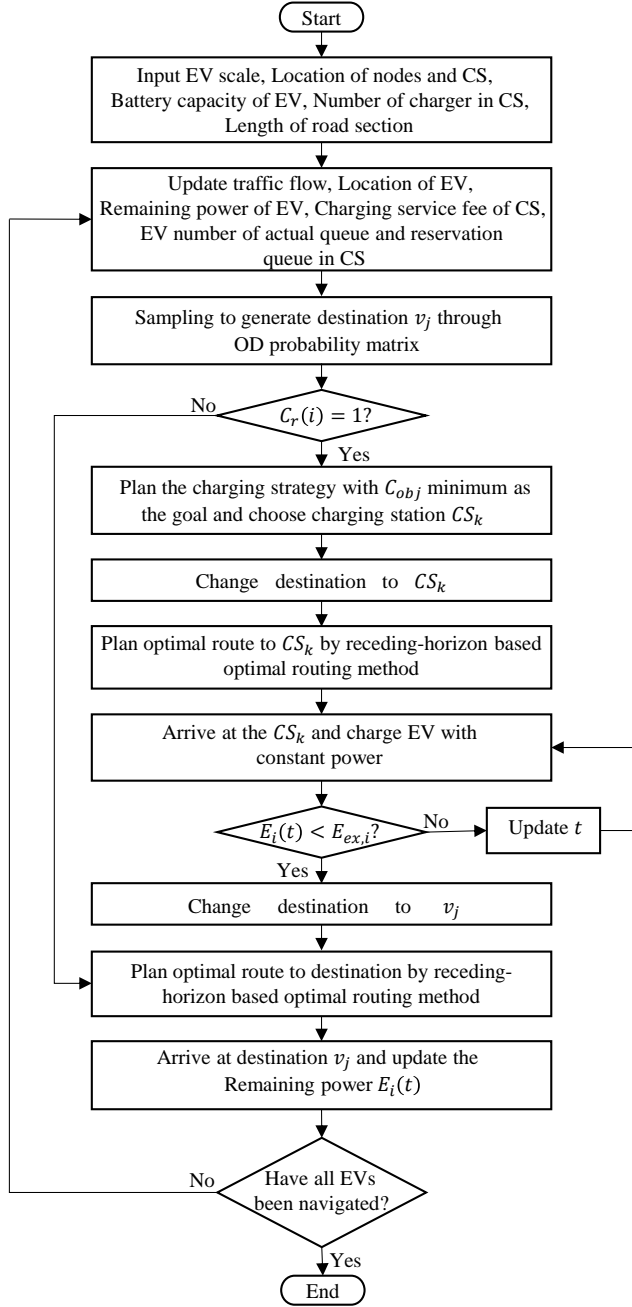 Start
Input EV scale, Location of nodes and CS,
Battery capacity of EV, Number of charger in CS,
Length of road section
Update traffic flow, Location of EV,
Remaining power of EV, Charging service fee of CS,
EV number of actual queue and reservation
queue in CS
Sampling to generate destination v_j through
OD probability matrix
No
C_r(i) = 1?
Yes
Plan the charging strategy with C_obj minimum as
the goal and choose charging station CS_k
Change destination to CS_k
Plan optimal route to CS_k by receding-horizon based
optimal routing method
Arrive at the CS_k and charge EV with
constant power
E_i(t) < E_ex,i?
No
Update t
Yes
Change destination to v_j
Plan optimal route to destination by receding-
horizon based optimal routing method
Arrive at destination v_j and update the
Remaining power E_i(t)
No
Have all EVs
been navigated?
Yes
End